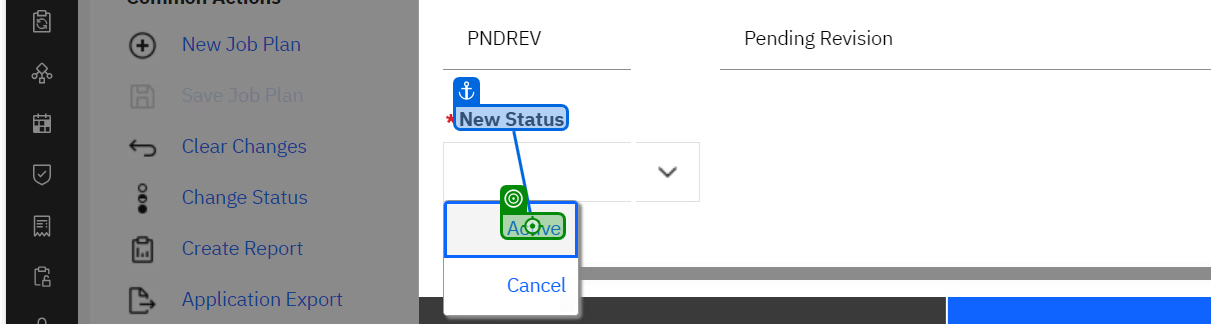 Common Actions
New Job Plan
Save Job Plan
Clear Changes
Change Status
Create Report
Application Export
PNDREV
Pending Revision
*New Status
Active
Cancel